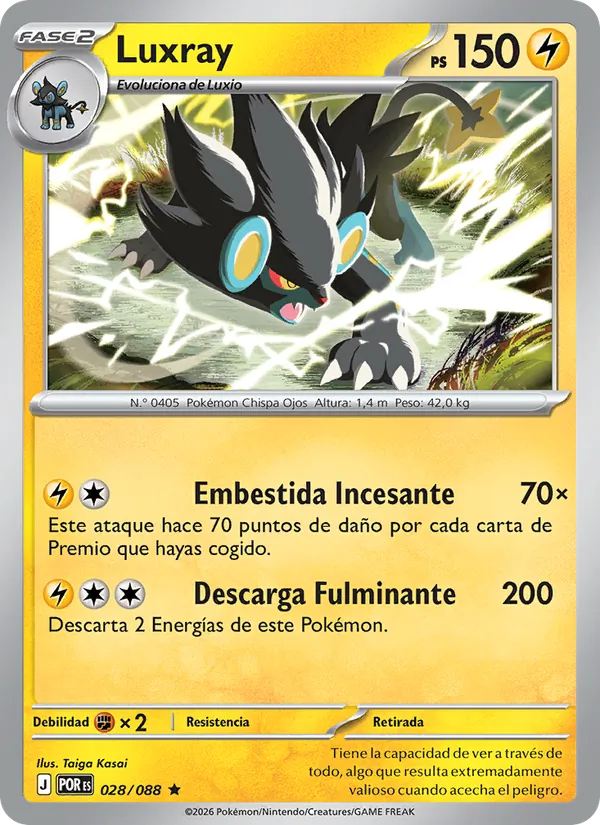 FASE 2
Luxray
PS 150
Evoluciona de Luxio
N.º 0405 Pokémon Chispa Ojos Altura: 1,4 m Peso: 42,0 kg
Embestida Incesante 70×
Este ataque hace 70 puntos de daño por cada carta de
Premio que hayas cogido.
Descarga Fulminante 200
Descarta 2 Energías de este Pokémon.
Debilidad ×2 Resistencia Retirada
Ilus. Taiga Kasai
J POR ES 028/088 ★
Tiene la capacidad de ver a través de
todo, algo que resulta extremadamente
valioso cuando acecha el peligro.
©2026 Pokémon/Nintendo/Creatures/GAME FREAK